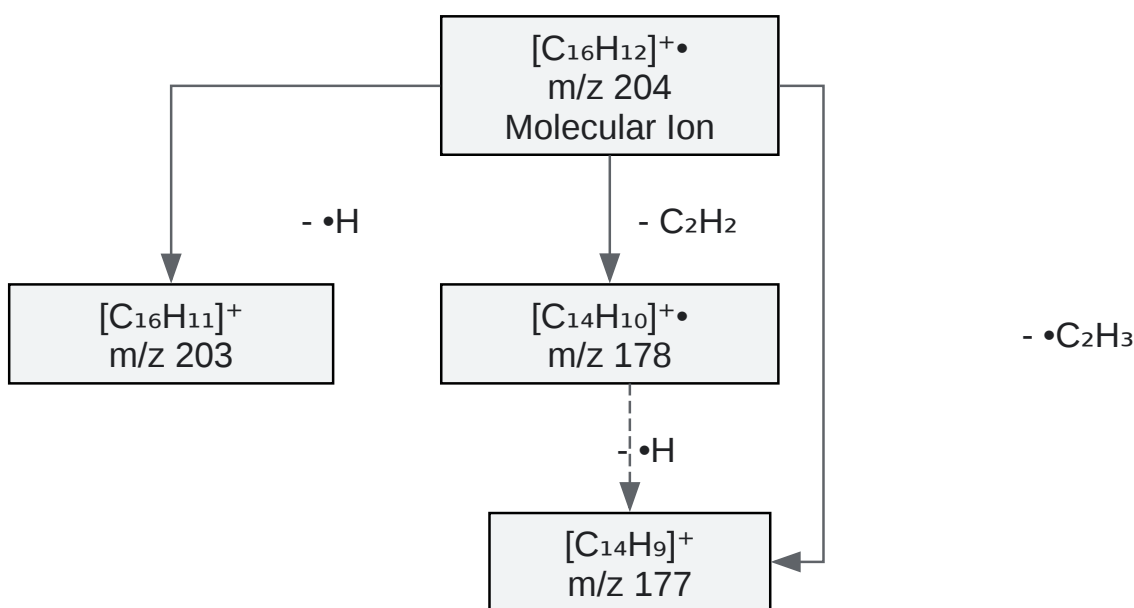 [C₁₆H₁₂]⁺•
m/z 204
Molecular Ion
- •H
- C₂H₂
[C₁₆H₁₁]⁺
m/z 203
[C₁₄H₁₀]⁺•
m/z 178
- •C₂H₃
- •H
[C₁₄H₉]⁺
m/z 177